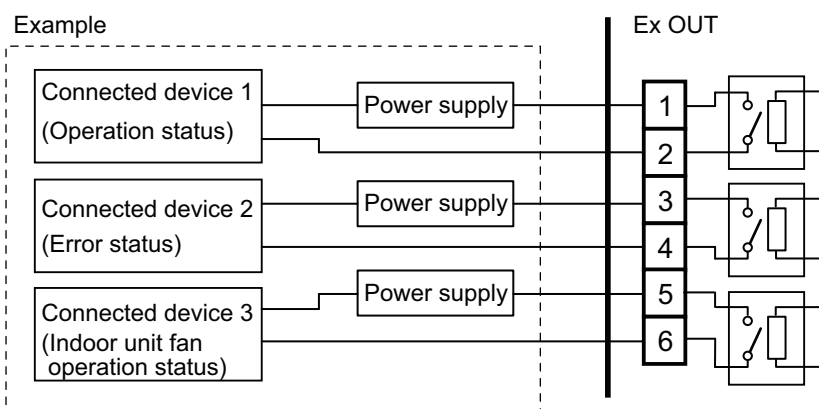 Example
Ex OUT
Connected device 1
(Operation status)
Power supply
1
2
Connected device 2
(Error status)
Power supply
3
4
Connected device 3
(Indoor unit fan
operation status)
Power supply
5
6